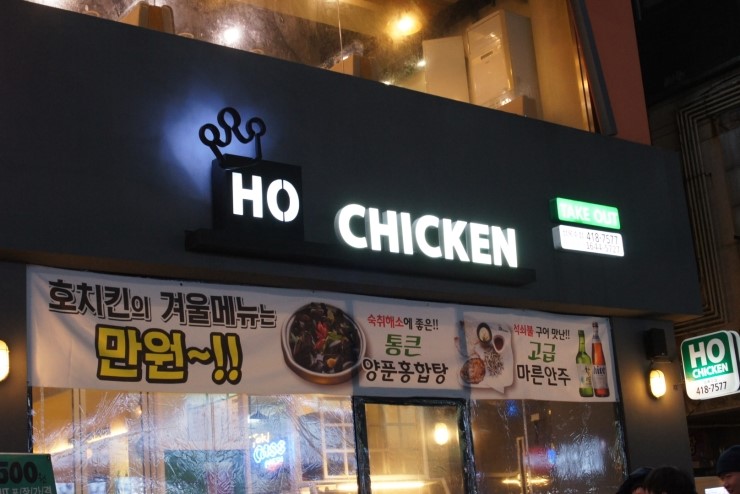 HO CHICKEN
TAKE OUT
418-7577
호치킨의 겨울메뉴는
만원~!!
숙취해소에 좋은!!
통큰
양푼홍합탕
석쇠불 구어 맛난!!
고급
마른안주
HO
CHICKEN
418-7577
500